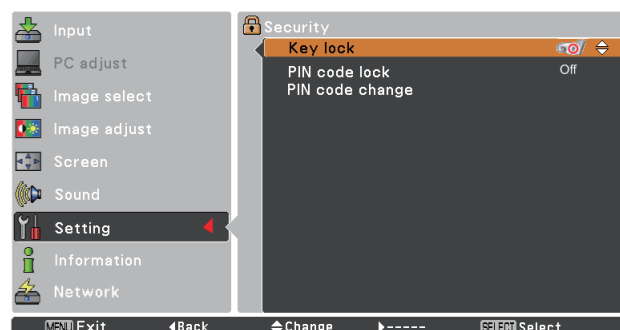 Input
PC adjust
Image select
Image adjust
Screen
Sound
Setting
Information
Network
Security
Key lock
PIN code lock Off
PIN code change
MENU Exit ◀Back ◆Change ▶----- SELECT Select